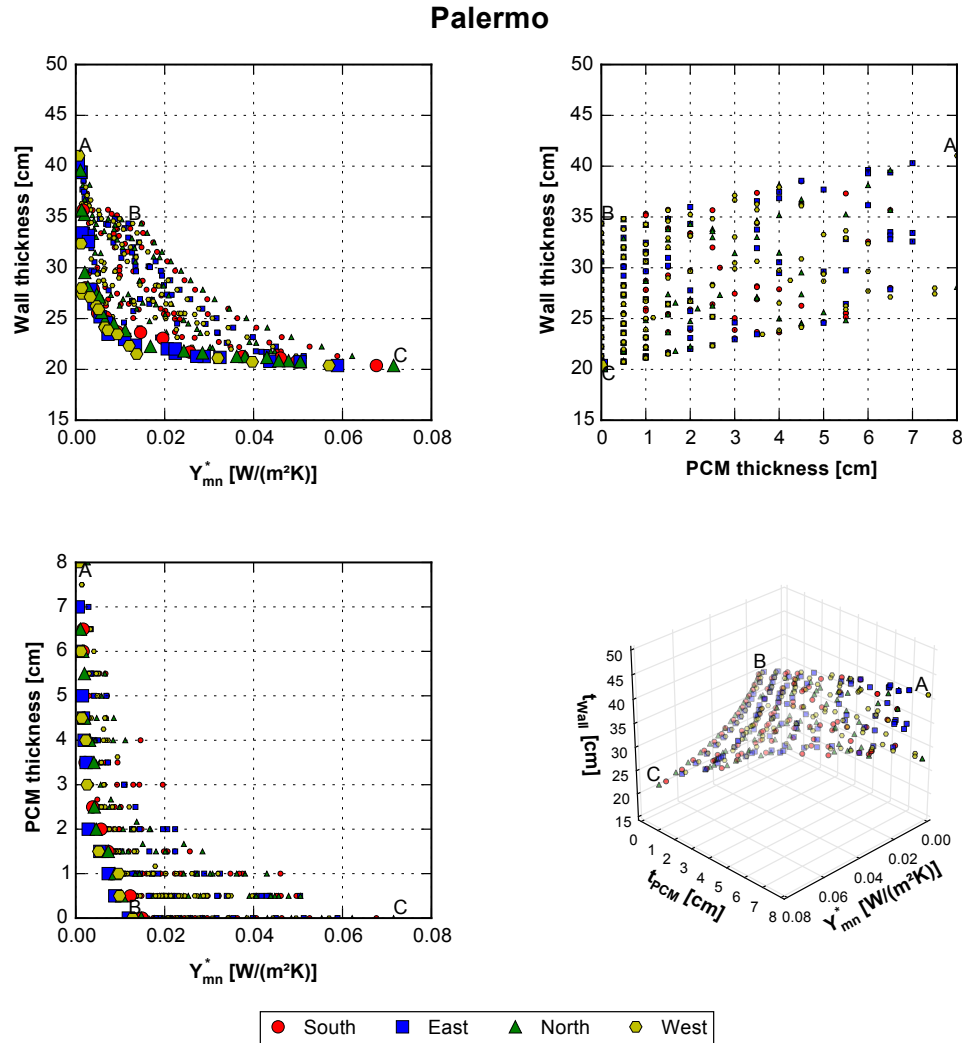 Palermo
50
45
40
35
30
25
20
15
Wall thickness [cm]
A
B
C
0.00
0.02
0.04
0.06
0.08
Y*mn [W/(m²K)]
50
45
40
35
30
25
20
15
Wall thickness [cm]
A
B
C
0
1
2
3
4
5
6
7
8
PCM thickness [cm]
8
7
6
5
4
3
2
1
0
PCM thickness [cm]
A
B
C
0.00
0.02
0.04
0.06
0.08
Y*mn [W/(m²K)]
50
45
40
35
30
25
20
15
tWall [cm]
B
A
C
0
1
2
3
4
5
6
7
8
tPCM [cm]
0.08
0.06
0.04
0.02
0.00
Y*mn [W/(m²K)]
South East North West